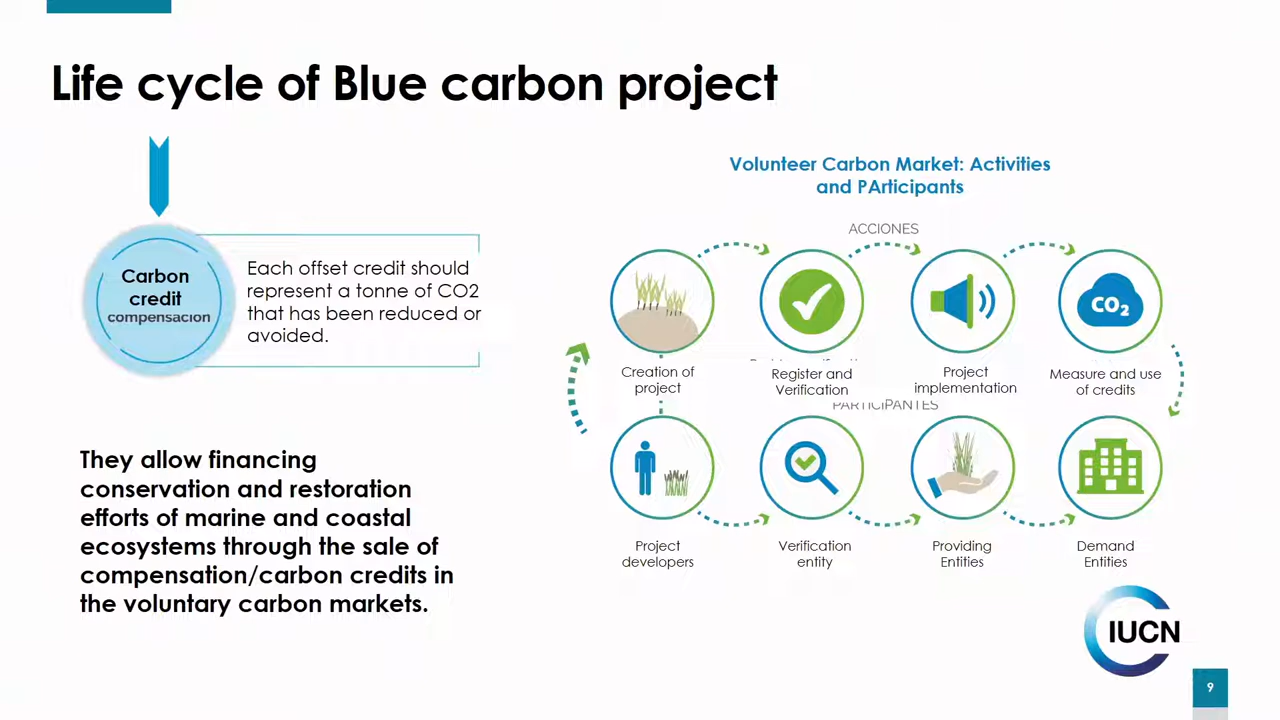 Life cycle of Blue carbon project
Carbon
credit
compensación
Each offset credit should
represent a tonne of CO2
that has been reduced or
avoided.
They allow financing
conservation and restoration
efforts of marine and coastal
ecosystems through the sale of
compensation/carbon credits in
the voluntary carbon markets.
Volunteer Carbon Market: Activities
and PArticipants
ACCIONES
CO₂
Creation of
project
Register and
Verification
Project
implementation
Measure and use
of credits
PARTICIPANTES
Project
developers
Verification
entity
Providing
Entities
Demand
Entities
IUCN
9